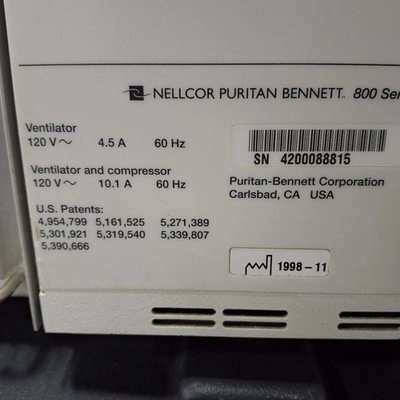 NELLCOR PURITAN BENNETT™ 800 Ser
Ventilator
120 V~ 4.5 A 60 Hz
Ventilator and compressor
120 V~ 10.1 A 60 Hz
U.S. Patents:
4,954,799 5,161,525 5,271,389
5,301,921 5,319,540 5,339,807
5,390,666
SN 4200088815
Puritan-Bennett Corporation
Carlsbad, CA USA
1998-11